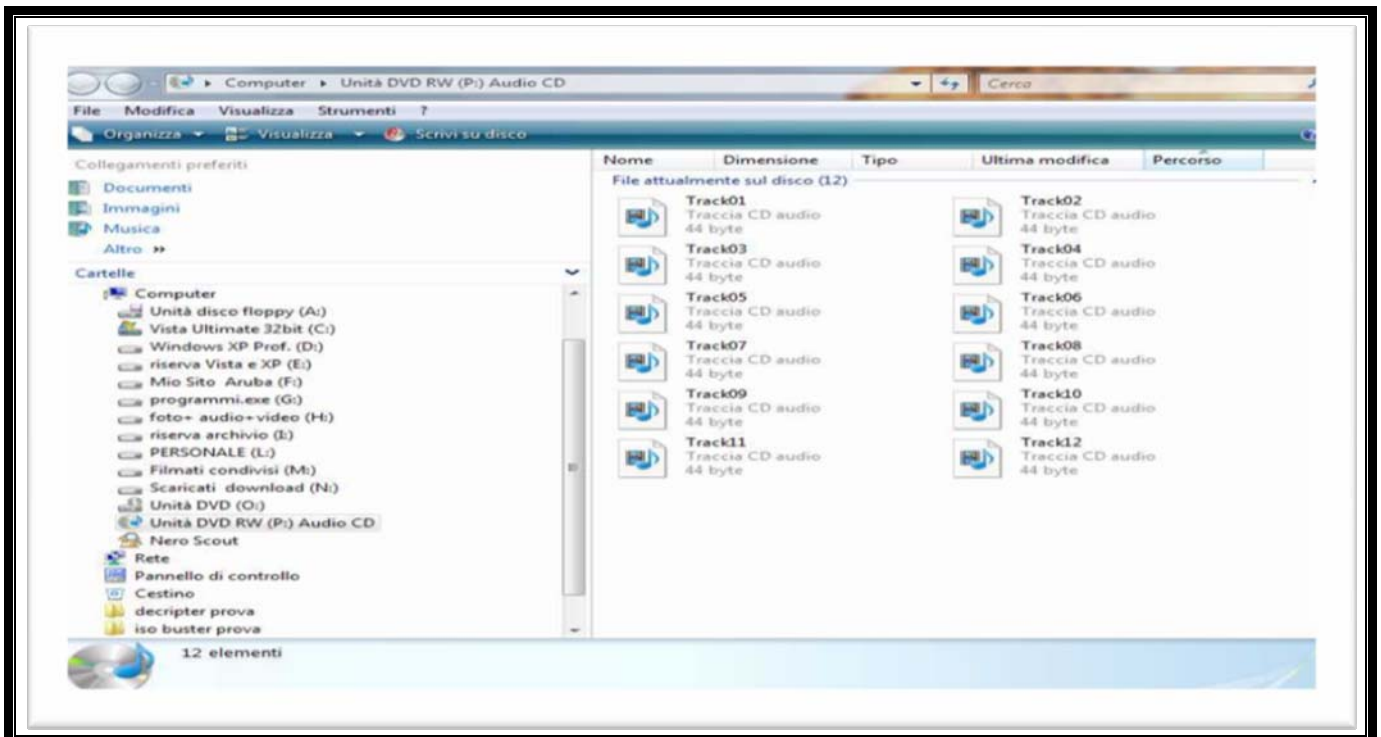 Computer ▸ Unità DVD RW (P:) Audio CD
Cerca
File Modifica Visualizza Strumenti ?
Organizza Visualizza Scrivi su disco
Collegamenti preferiti
Documenti
Immagini
Musica
Altro »
Cartelle
Computer
Unità disco floppy (A:)
Vista Ultimate 32bit (C:)
Windows XP Prof. (D:)
riserva Vista e XP (E:)
Mio Sito Aruba (F:)
programmi.exe (G:)
foto+ audio+video (H:)
riserva archivio (I:)
PERSONALE (L:)
Filmati condivisi (M:)
Scaricati download (N:)
Unità DVD (O:)
Unità DVD RW (P:) Audio CD
Nero Scout
Rete
Pannello di controllo
Cestino
decripter prova
iso buster prova
Nome Dimensione Tipo Ultima modifica Percorso
File attualmente sul disco (12)
Track01
Traccia CD audio
44 byte
Track02
Traccia CD audio
44 byte
Track03
Traccia CD audio
44 byte
Track04
Traccia CD audio
44 byte
Track05
Traccia CD audio
44 byte
Track06
Traccia CD audio
44 byte
Track07
Traccia CD audio
44 byte
Track08
Traccia CD audio
44 byte
Track09
Traccia CD audio
44 byte
Track10
Traccia CD audio
44 byte
Track11
Traccia CD audio
44 byte
Track12
Traccia CD audio
44 byte
12 elementi